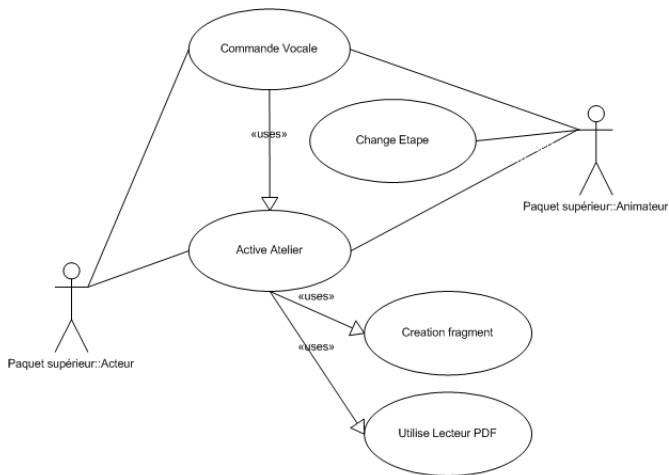 Commande Vocale
«uses»
Change Etape
Paquet supérieur::Animateur
Active Atelier
«uses»
Creation fragment
«uses»
Paquet supérieur::Acteur
Utilise Lecteur PDF